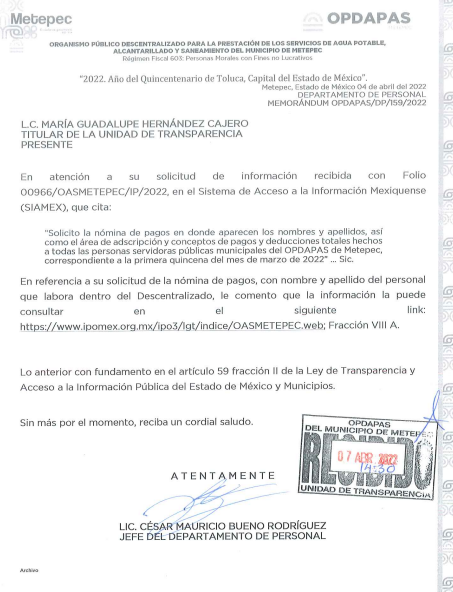 Metepec
OPDAPAS
ORGANISMO PÚBLICO DESCENTRALIZADO PARA LA PRESTACIÓN DE LOS SERVICIOS DE AGUA POTABLE,
ALCANTARILLADO Y SANEAMIENTO DEL MUNICIPIO DE METEPEC
Régimen Fiscal 603: Personas Morales con Fines no Lucrativos
“2022. Año del Quincentenario de Toluca, Capital del Estado de México”.
Metepec, Estado de México 04 de abril del 2022
DEPARTAMENTO DE PERSONAL
MEMORÁNDUM OPDAPAS/DP/159/2022
L.C. MARÍA GUADALUPE HERNÁNDEZ CAJERO
TITULAR DE LA UNIDAD DE TRANSPARENCIA
PRESENTE
En atención a su solicitud de información recibida con Folio
00966/OASMETEPEC/IP/2022, en el Sistema de Acceso a la Información Mexiquense
(SIAMEX), que cita:
“Solicito la nómina de pagos en donde aparecen los nombres y apellidos, así
como el área de adscripción y conceptos de pagos y deducciones totales hechos
a todas las personas servidoras públicas municipales del OPDAPAS de Metepec,
correspondiente a la primera quincena del mes de marzo de 2022” ... Sic.
En referencia a su solicitud de la nómina de pagos, con nombre y apellido del personal
que labora dentro del Descentralizado, le comento que la información la puede
consultar en el siguiente link:
https://www.ipomex.org.mx/ipo3/lgt/indice/OASMETEPEC.web; Fracción VIII A.
Lo anterior con fundamento en el artículo 59 fracción II de la Ley de Transparencia y
Acceso a la Información Pública del Estado de México y Municipios.
Sin más por el momento, reciba un cordial saludo.
OPDAPAS
DEL MUNICIPIO DE METEPEC
RECIBIDO
07 ABR 2022
14:30
UNIDAD DE TRANSPARENCIA
ATENTAMENTE
LIC. CÉSAR MAURICIO BUENO RODRÍGUEZ
JEFE DEL DEPARTAMENTO DE PERSONAL
Archivo